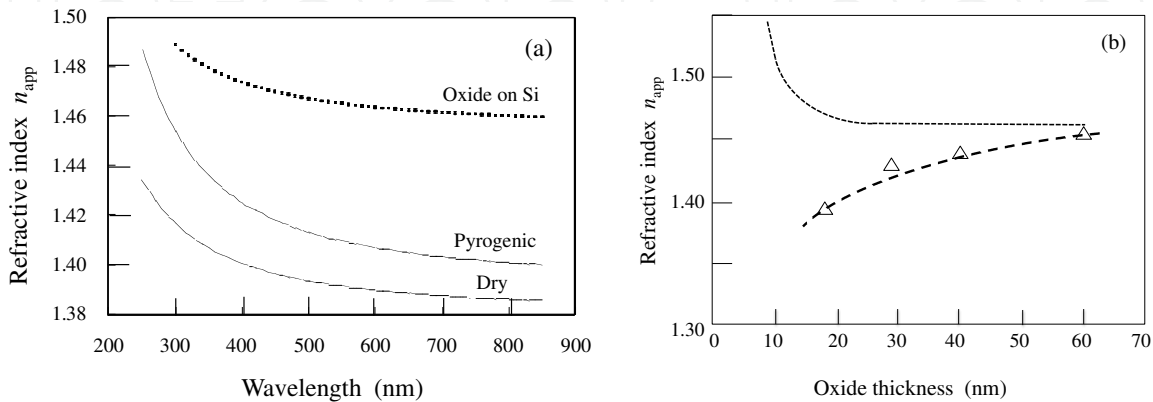 1.50
1.48
1.46
1.44
1.42
1.40
1.38
200
300
400
500
600
700
800
900
Refractive index n_app
Wavelength (nm)
(a)
Oxide on Si
Pyrogenic
Dry
1.50
1.40
1.30
0
10
20
30
40
50
60
70
Refractive index n_app
Oxide thickness (nm)
(b)